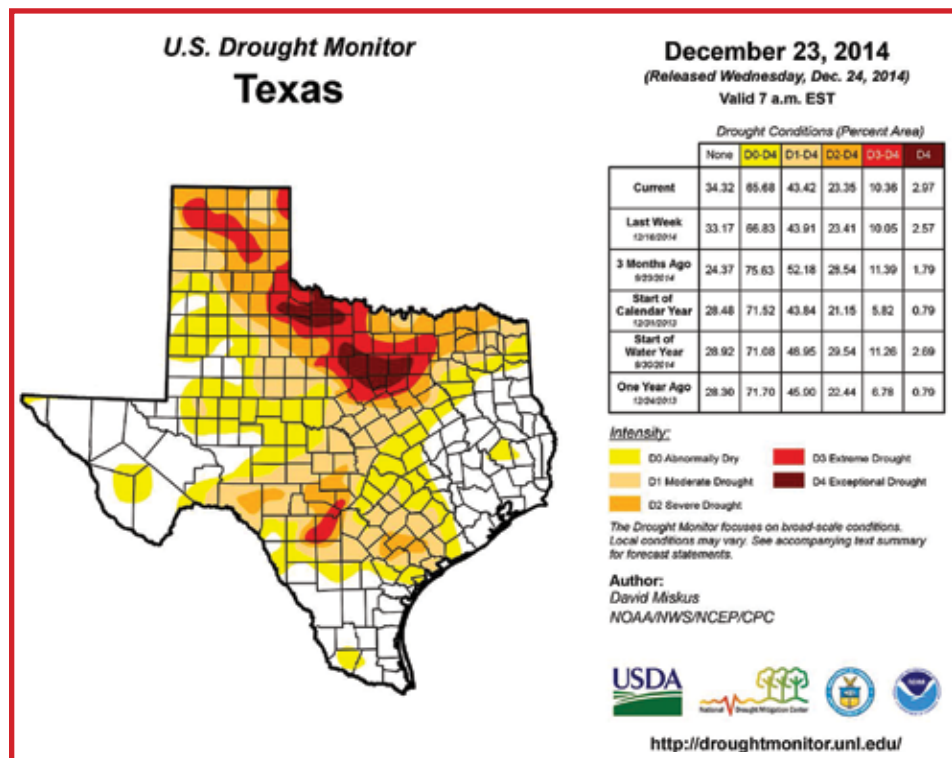 U.S. Drought Monitor
Texas
December 23, 2014
(Released Wednesday, Dec. 24, 2014)
Valid 7 a.m. EST
Drought Conditions (Percent Area)
None D0-D4 D1-D4 D2-D4 D3-D4 D4
Current 34.32 65.68 43.42 23.35 10.36 2.97
Last Week 33.17 66.83 43.91 23.41 10.05 2.57
12/16/2014
3 Months Ago 24.37 75.63 52.18 28.54 11.39 1.79
9/23/2014
Start of
Calendar Year 28.48 71.52 43.84 21.15 5.82 0.79
12/31/2013
Start of
Water Year 28.92 71.08 46.95 29.54 11.26 2.69
9/30/2014
One Year Ago 28.30 71.70 45.00 22.44 6.78 0.79
12/24/2013
Intensity:
D0 Abnormally Dry
D1 Moderate Drought
D2 Severe Drought
D3 Extreme Drought
D4 Exceptional Drought
The Drought Monitor focuses on broad-scale conditions.
Local conditions may vary. See accompanying text summary
for forecast statements.
Author:
David Miskus
NOAA/NWS/NCEP/CPC
USDA
National Drought Mitigation Center
NOAA
http://droughtmonitor.unl.edu/